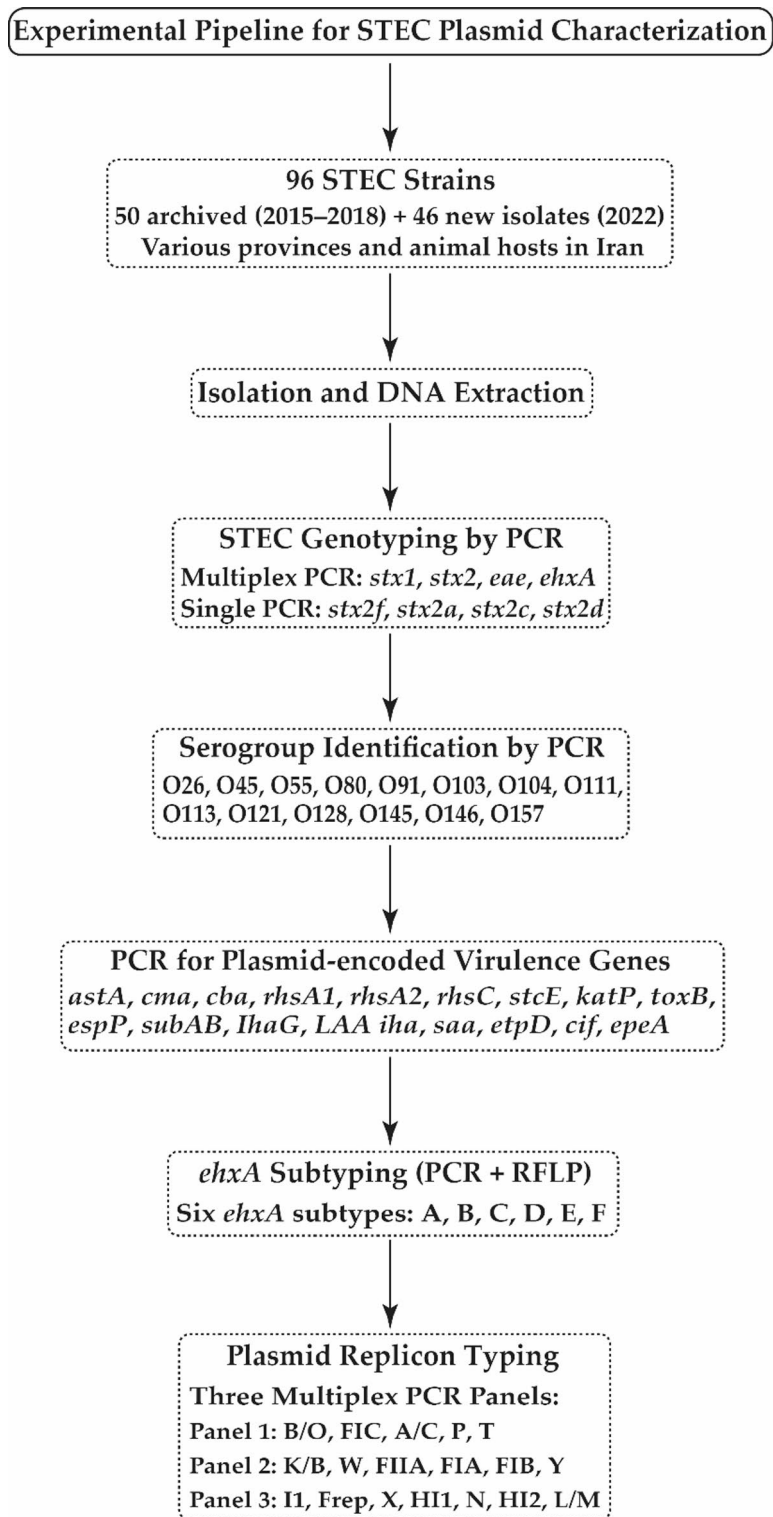 Experimental Pipeline for STEC Plasmid Characterization
96 STEC Strains
50 archived (2015–2018) + 46 new isolates (2022)
Various provinces and animal hosts in Iran
Isolation and DNA Extraction
STEC Genotyping by PCR
Multiplex PCR: stx1, stx2, eae, ehxA
Single PCR: stx2f, stx2a, stx2c, stx2d
Serogroup Identification by PCR
O26, O45, O55, O80, O91, O103, O104, O111,
O113, O121, O128, O145, O146, O157
PCR for Plasmid-encoded Virulence Genes
astA, cma, cba, rhsA1, rhsA2, rhsC, stcE, katP, toxB,
espP, subAB, IhaG, LAA iha, saa, etpD, cif, epeA
ehxA Subtyping (PCR + RFLP)
Six ehxA subtypes: A, B, C, D, E, F
Plasmid Replicon Typing
Three Multiplex PCR Panels:
Panel 1: B/O, FIC, A/C, P, T
Panel 2: K/B, W, FIIA, FIA, FIB, Y
Panel 3: I1, Frep, X, HI1, N, HI2, L/M